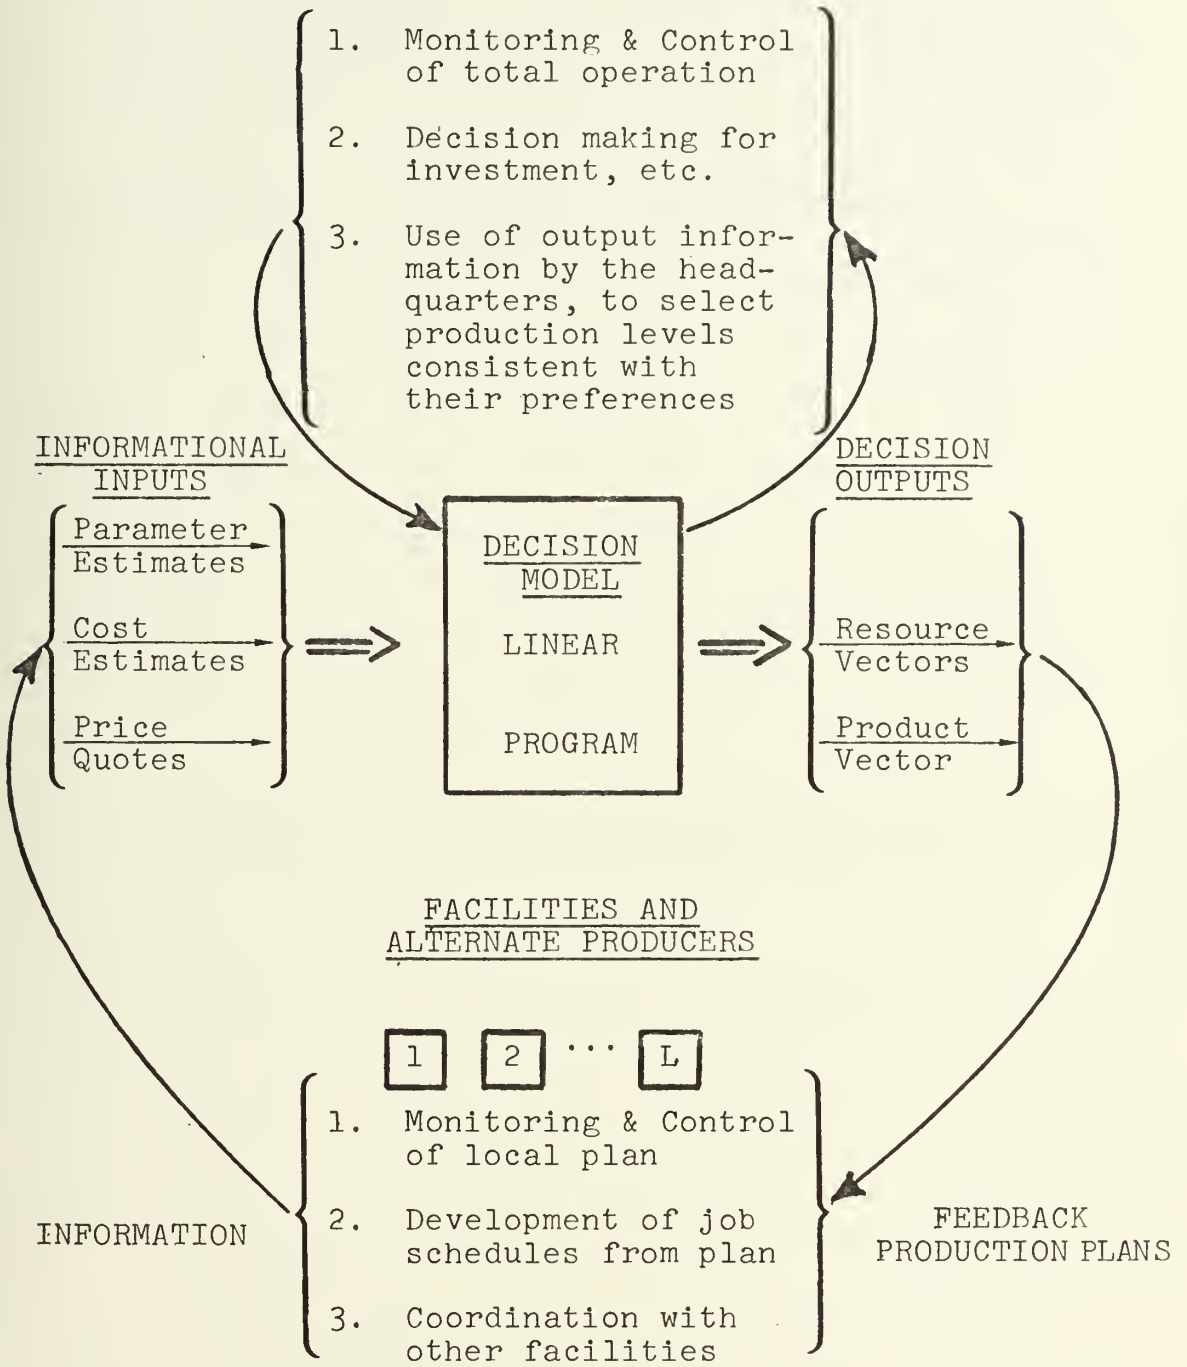 1. Monitoring & Control
of total operation
2. Decision making for
investment, etc.
3. Use of output infor-
mation by the head-
quarters, to select
production levels
consistent with
their preferences
INFORMATIONAL
INPUTS
Parameter
Estimates
Cost
Estimates
Price
Quotes
DECISION
MODEL
LINEAR
PROGRAM
DECISION
OUTPUTS
Resource
Vectors
Product
Vector
FACILITIES AND
ALTERNATE PRODUCERS
1 2 ... L
1. Monitoring & Control
of local plan
2. Development of job
schedules from plan
3. Coordination with
other facilities
INFORMATION
FEEDBACK
PRODUCTION PLANS